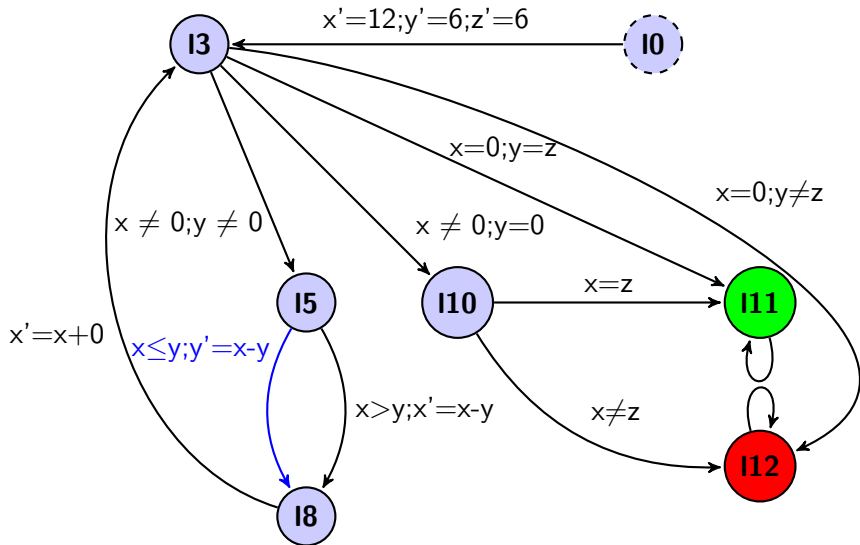 x'=12;y'=6;z'=6
l3
l0
x=0;y=z
x=0;y≠z
x ≠ 0;y ≠ 0
x ≠ 0;y=0
l5
l10
x=z
l11
x'=x+0
x≤y;y'=x-y
x>y;x'=x-y
x≠z
l12
l8